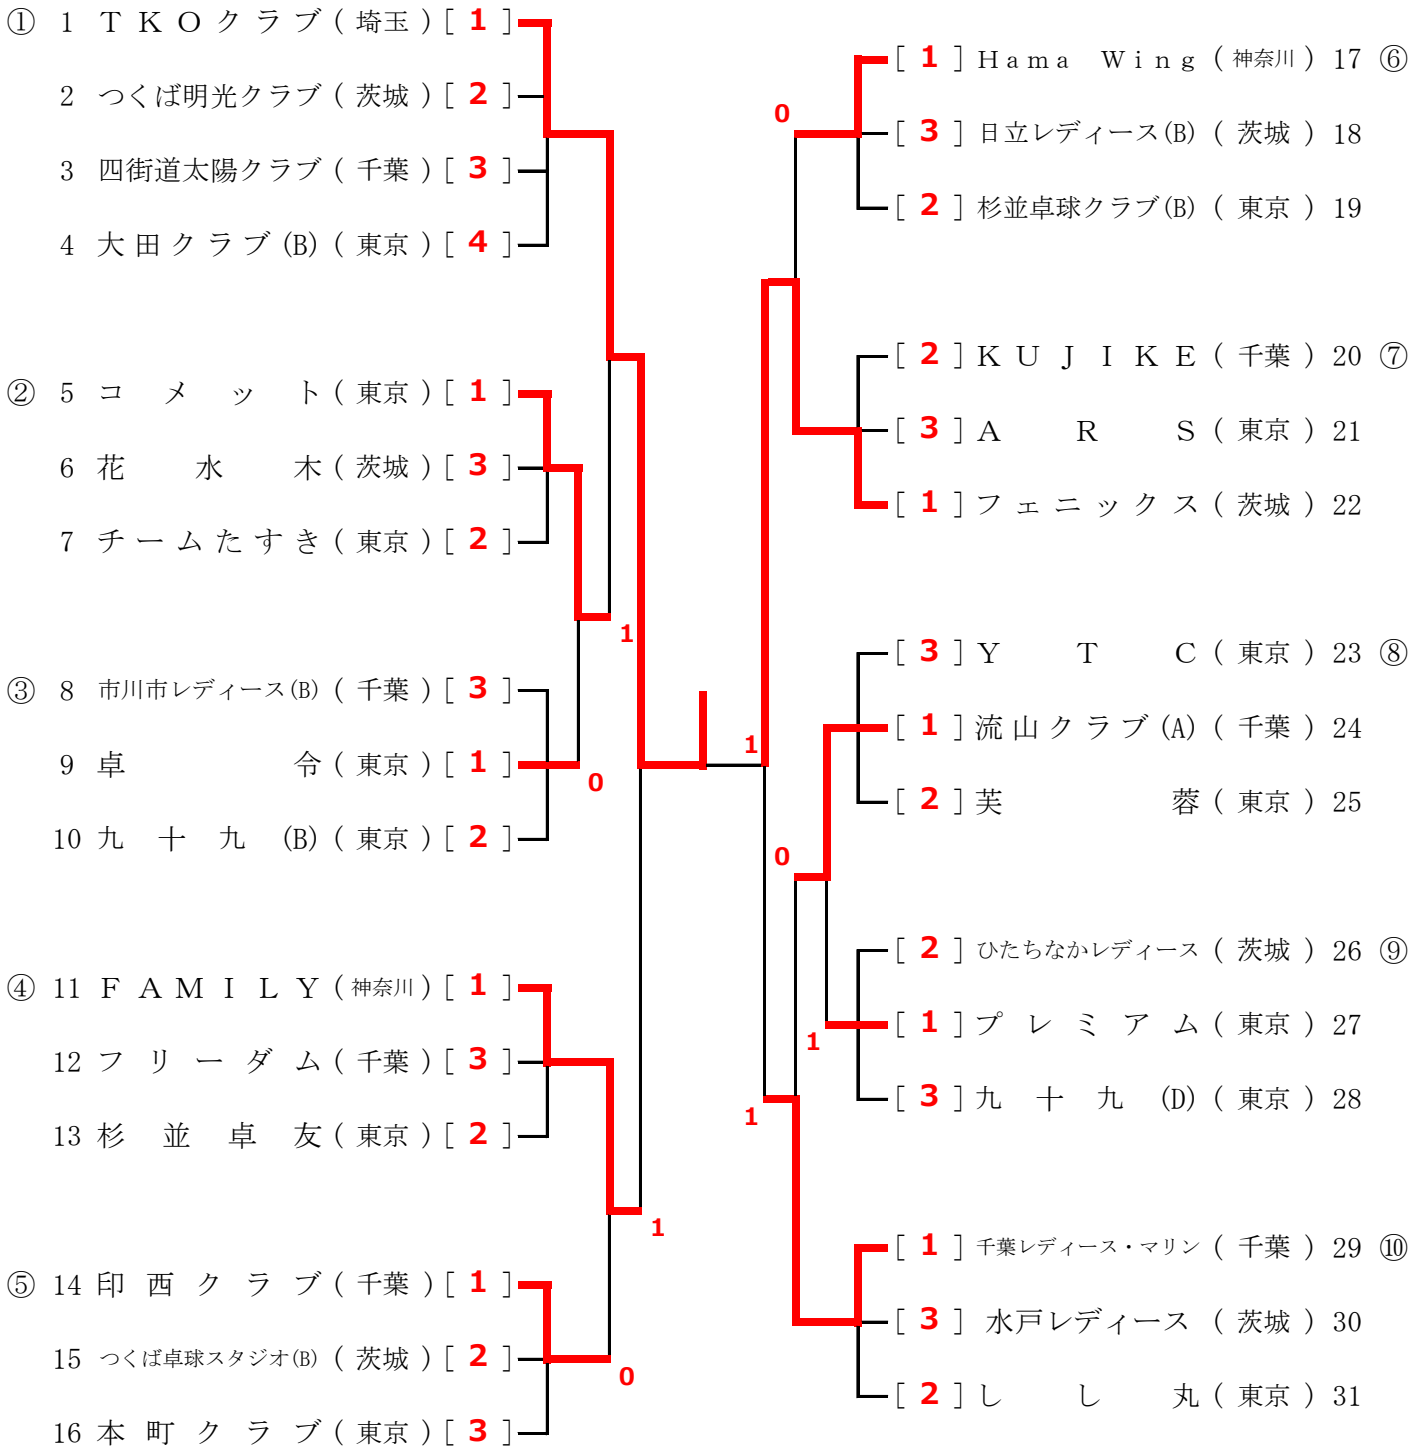 ① 1 TKOクラブ ( 埼玉 ) [ 1 ]
2 つくば明光クラブ ( 茨城 ) [ 2 ]
3 四街道太陽クラブ ( 千葉 ) [ 3 ]
4 大田クラブ(B) ( 東京 ) [ 4 ]
② 5 コメット ( 東京 ) [ 1 ]
6 花水木 ( 茨城 ) [ 3 ]
7 チームたすき ( 東京 ) [ 2 ]
1
③ 8 市川市レディース(B) ( 千葉 ) [ 3 ]
9 卓令 ( 東京 ) [ 1 ]
0
10 九十九(B) ( 東京 ) [ 2 ]
④ 11 FAMILY ( 神奈川 ) [ 1 ]
12 フリーダム ( 千葉 ) [ 3 ]
13 杉並卓友 ( 東京 ) [ 2 ]
1
⑤ 14 印西クラブ ( 千葉 ) [ 1 ]
15 つくば卓球スタジオ(B) ( 茨城 ) [ 2 ]
0
16 本町クラブ ( 東京 ) [ 3 ]
[ 1 ] Hama Wing ( 神奈川 ) 17 ⑥
0
[ 3 ] 日立レディース(B) ( 茨城 ) 18
[ 2 ] 杉並卓球クラブ(B) ( 東京 ) 19
[ 2 ] KUJIKE ( 千葉 ) 20 ⑦
[ 3 ] ARS ( 東京 ) 21
[ 1 ] フェニックス ( 茨城 ) 22
[ 3 ] YTC ( 東京 ) 23 ⑧
[ 1 ] 流山クラブ(A) ( 千葉 ) 24
1
[ 2 ] 芙蓉 ( 東京 ) 25
0
[ 2 ] ひたちなかレディース ( 茨城 ) 26 ⑨
[ 1 ] プレミアム ( 東京 ) 27
1
[ 3 ] 九十九(D) ( 東京 ) 28
1
[ 1 ] 千葉レディース・マリン ( 千葉 ) 29 ⑩
[ 3 ] 水戸レディース ( 茨城 ) 30
[ 2 ] しし丸 ( 東京 ) 31